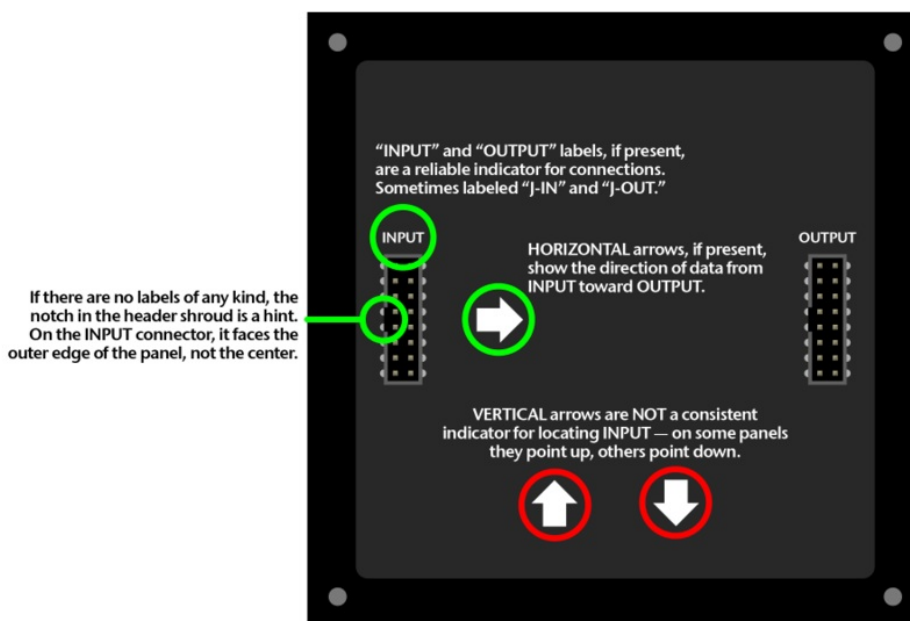 “INPUT” and “OUTPUT” labels, if present,
are a reliable indicator for connections.
Sometimes labeled “J-IN” and “J-OUT.”
INPUT
OUTPUT
HORIZONTAL arrows, if present,
show the direction of data from
INPUT toward OUTPUT.
If there are no labels of any kind, the
notch in the header shroud is a hint.
On the INPUT connector, it faces the
outer edge of the panel, not the center.
VERTICAL arrows are NOT a consistent
indicator for locating INPUT — on some panels
they point up, others point down.